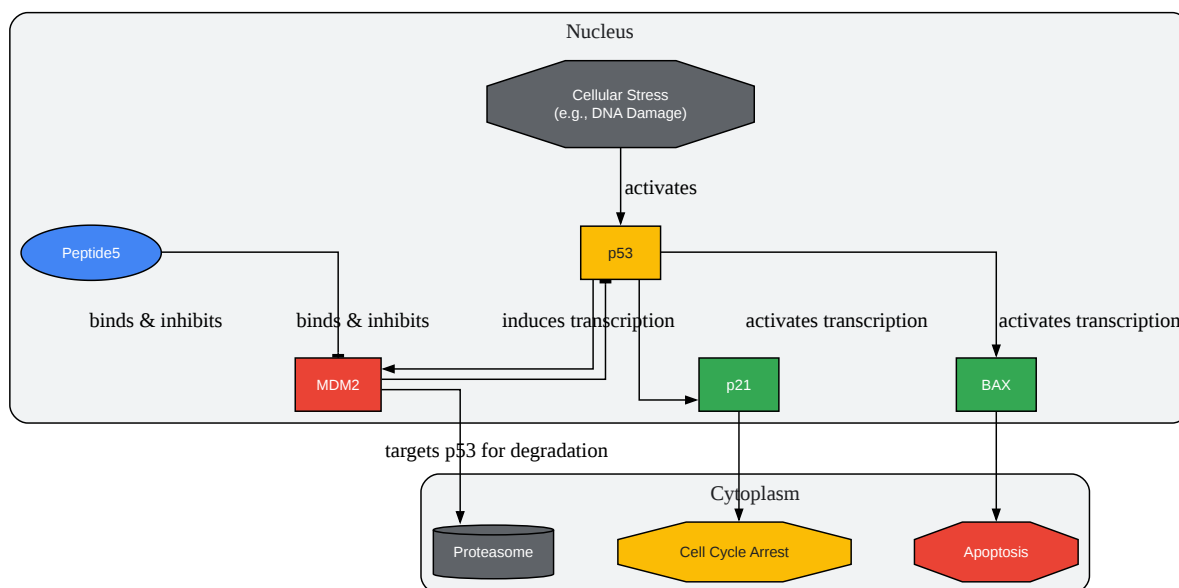 Nucleus
Cellular Stress
(e.g., DNA Damage)
activates
Peptide5
p53
binds & inhibits
binds & inhibits
induces transcription
activates transcription
activates transcription
MDM2
p21
BAX
targets p53 for degradation
Cytoplasm
Proteasome
Cell Cycle Arrest
Apoptosis